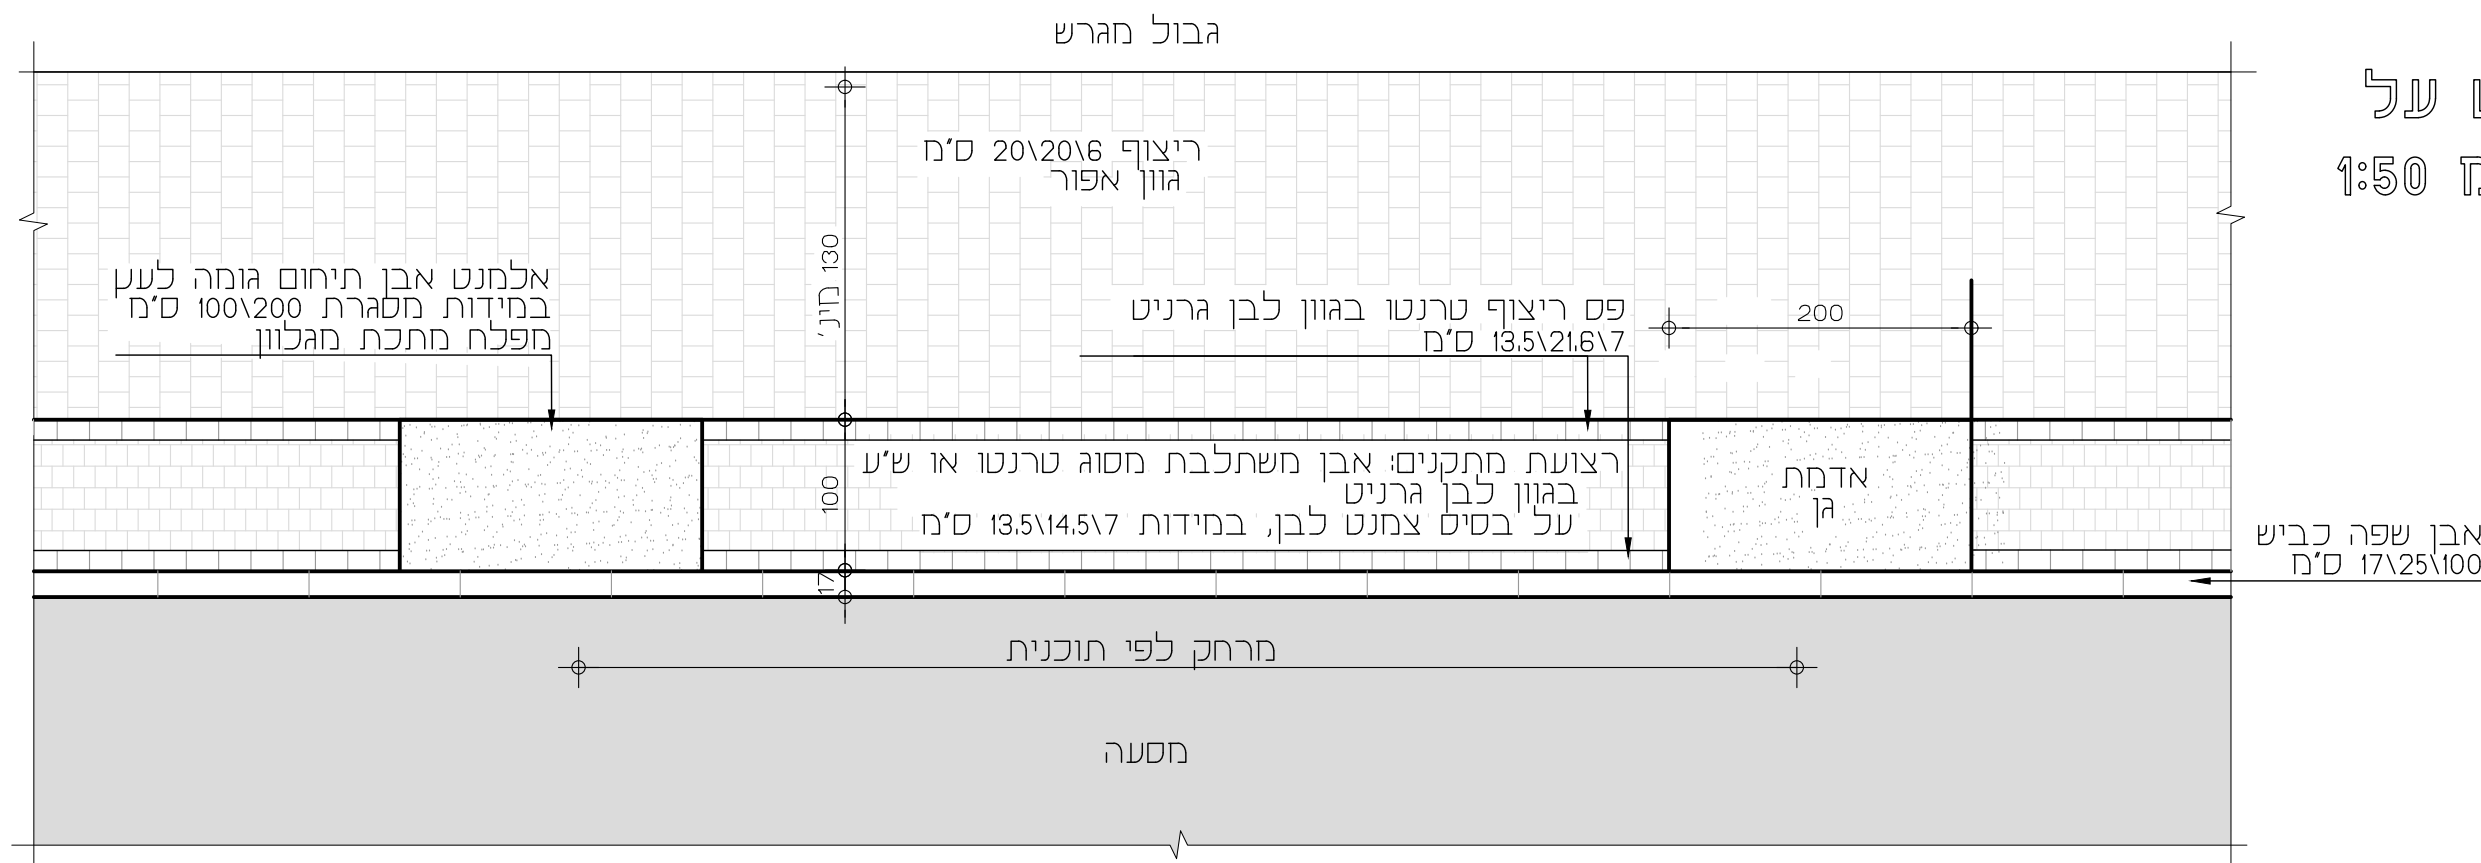 גבול מגרש
על
1:50
ריצוף 20\20\6 ס"מ
גוון אפור
130 מינ'
אלמנט אבן תיחום גומה לעץ
במידות מסגרת 100\200 ס"מ
מפלח מתכת מגלוון
פס ריצוף טרנטו בגוון לבן גרניט
13.5\21.6\7 ס"מ
200
רצועת מתקנים: אבן משתלבת מסוג טרנטו או ש"ע
בגוון לבן גרניט
על בסיס צמנט לבן, במידות 13.5\14.5\7 ס"מ
100
אדמת
גן
17
אבן שפה כביש
17\25\100 ס"מ
מרחק לפי תוכנית
מסעה